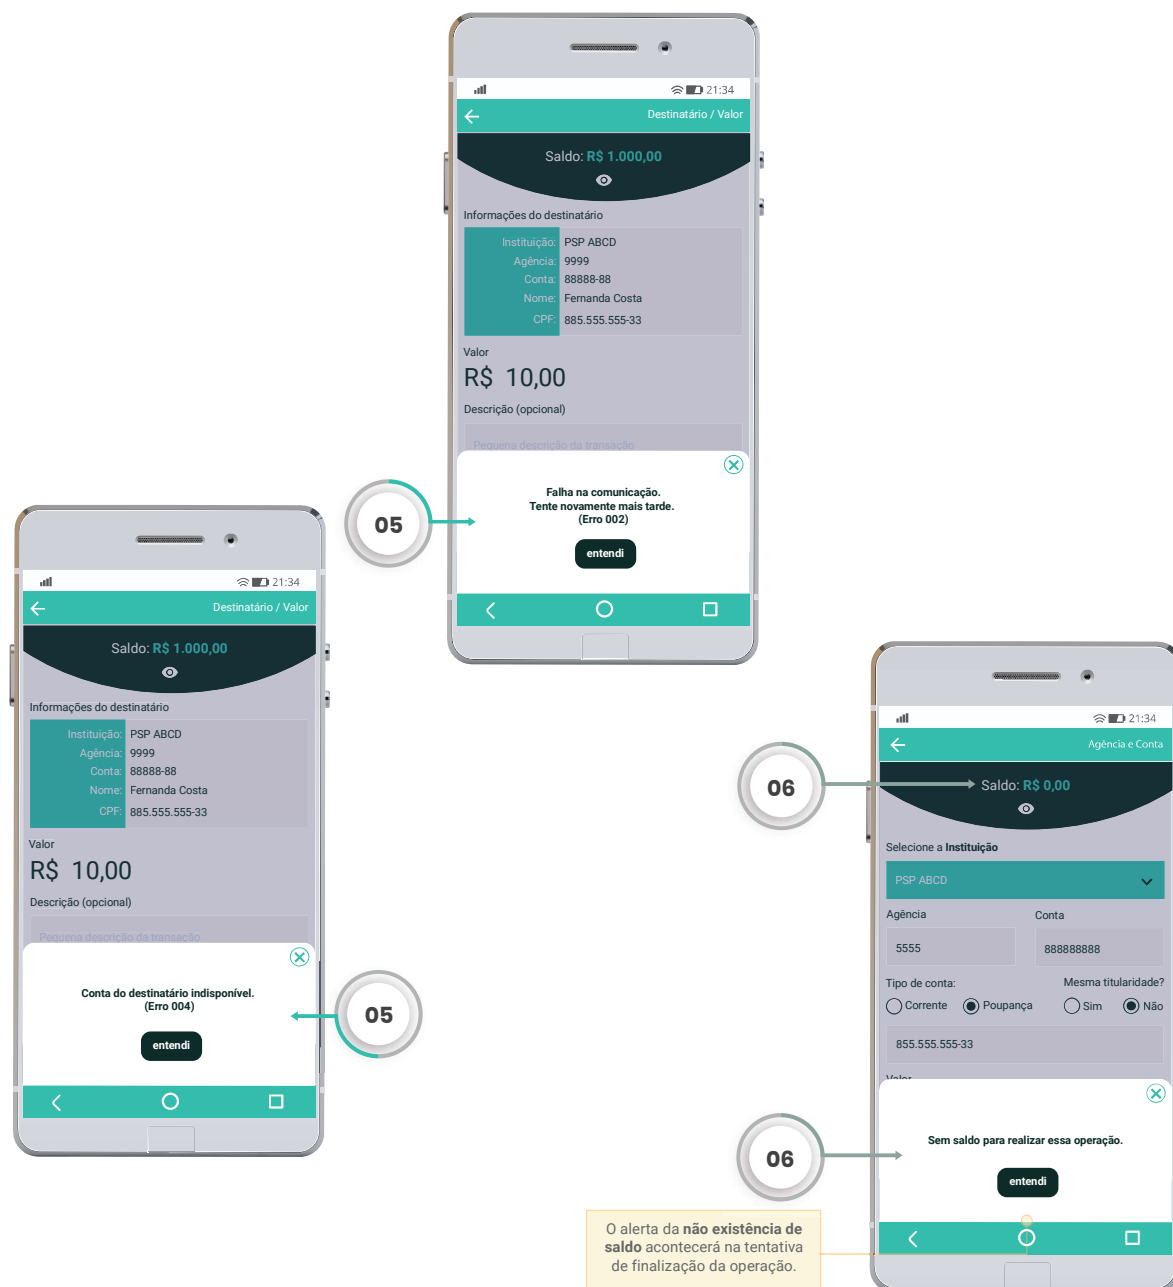 21:34
Destinatário / Valor
Saldo: R$ 1.000,00
Informações do destinatário
Instituição: PSP ABCD
Agência: 9999
Conta: 88888-88
Nome: Fernanda Costa
CPF: 885.555.555-33
Valor
R$ 10,00
Descrição (opcional)
Pequena descrição da transação
Falha na comunicação.
Tente novamente mais tarde.
(Erro 002)
entendi
05
21:34
Destinatário / Valor
Saldo: R$ 1.000,00
Informações do destinatário
Instituição: PSP ABCD
Agência: 9999
Conta: 88888-88
Nome: Fernanda Costa
CPF: 885.555.555-33
Valor
R$ 10,00
Descrição (opcional)
Pequena descrição da transação
Conta do destinatário indisponível.
(Erro 004)
entendi
05
21:34
Agência e Conta
06
Saldo: R$ 0,00
Selecione a Instituição
PSP ABCD
Agência Conta
5555 888888888
Tipo de conta: Mesma titularidade?
Corrente Poupança Sim Não
855.555.555-33
Valor
06
Sem saldo para realizar essa operação.
entendi
O alerta da não existência de
saldo acontecerá na tentativa
de finalização da operação.